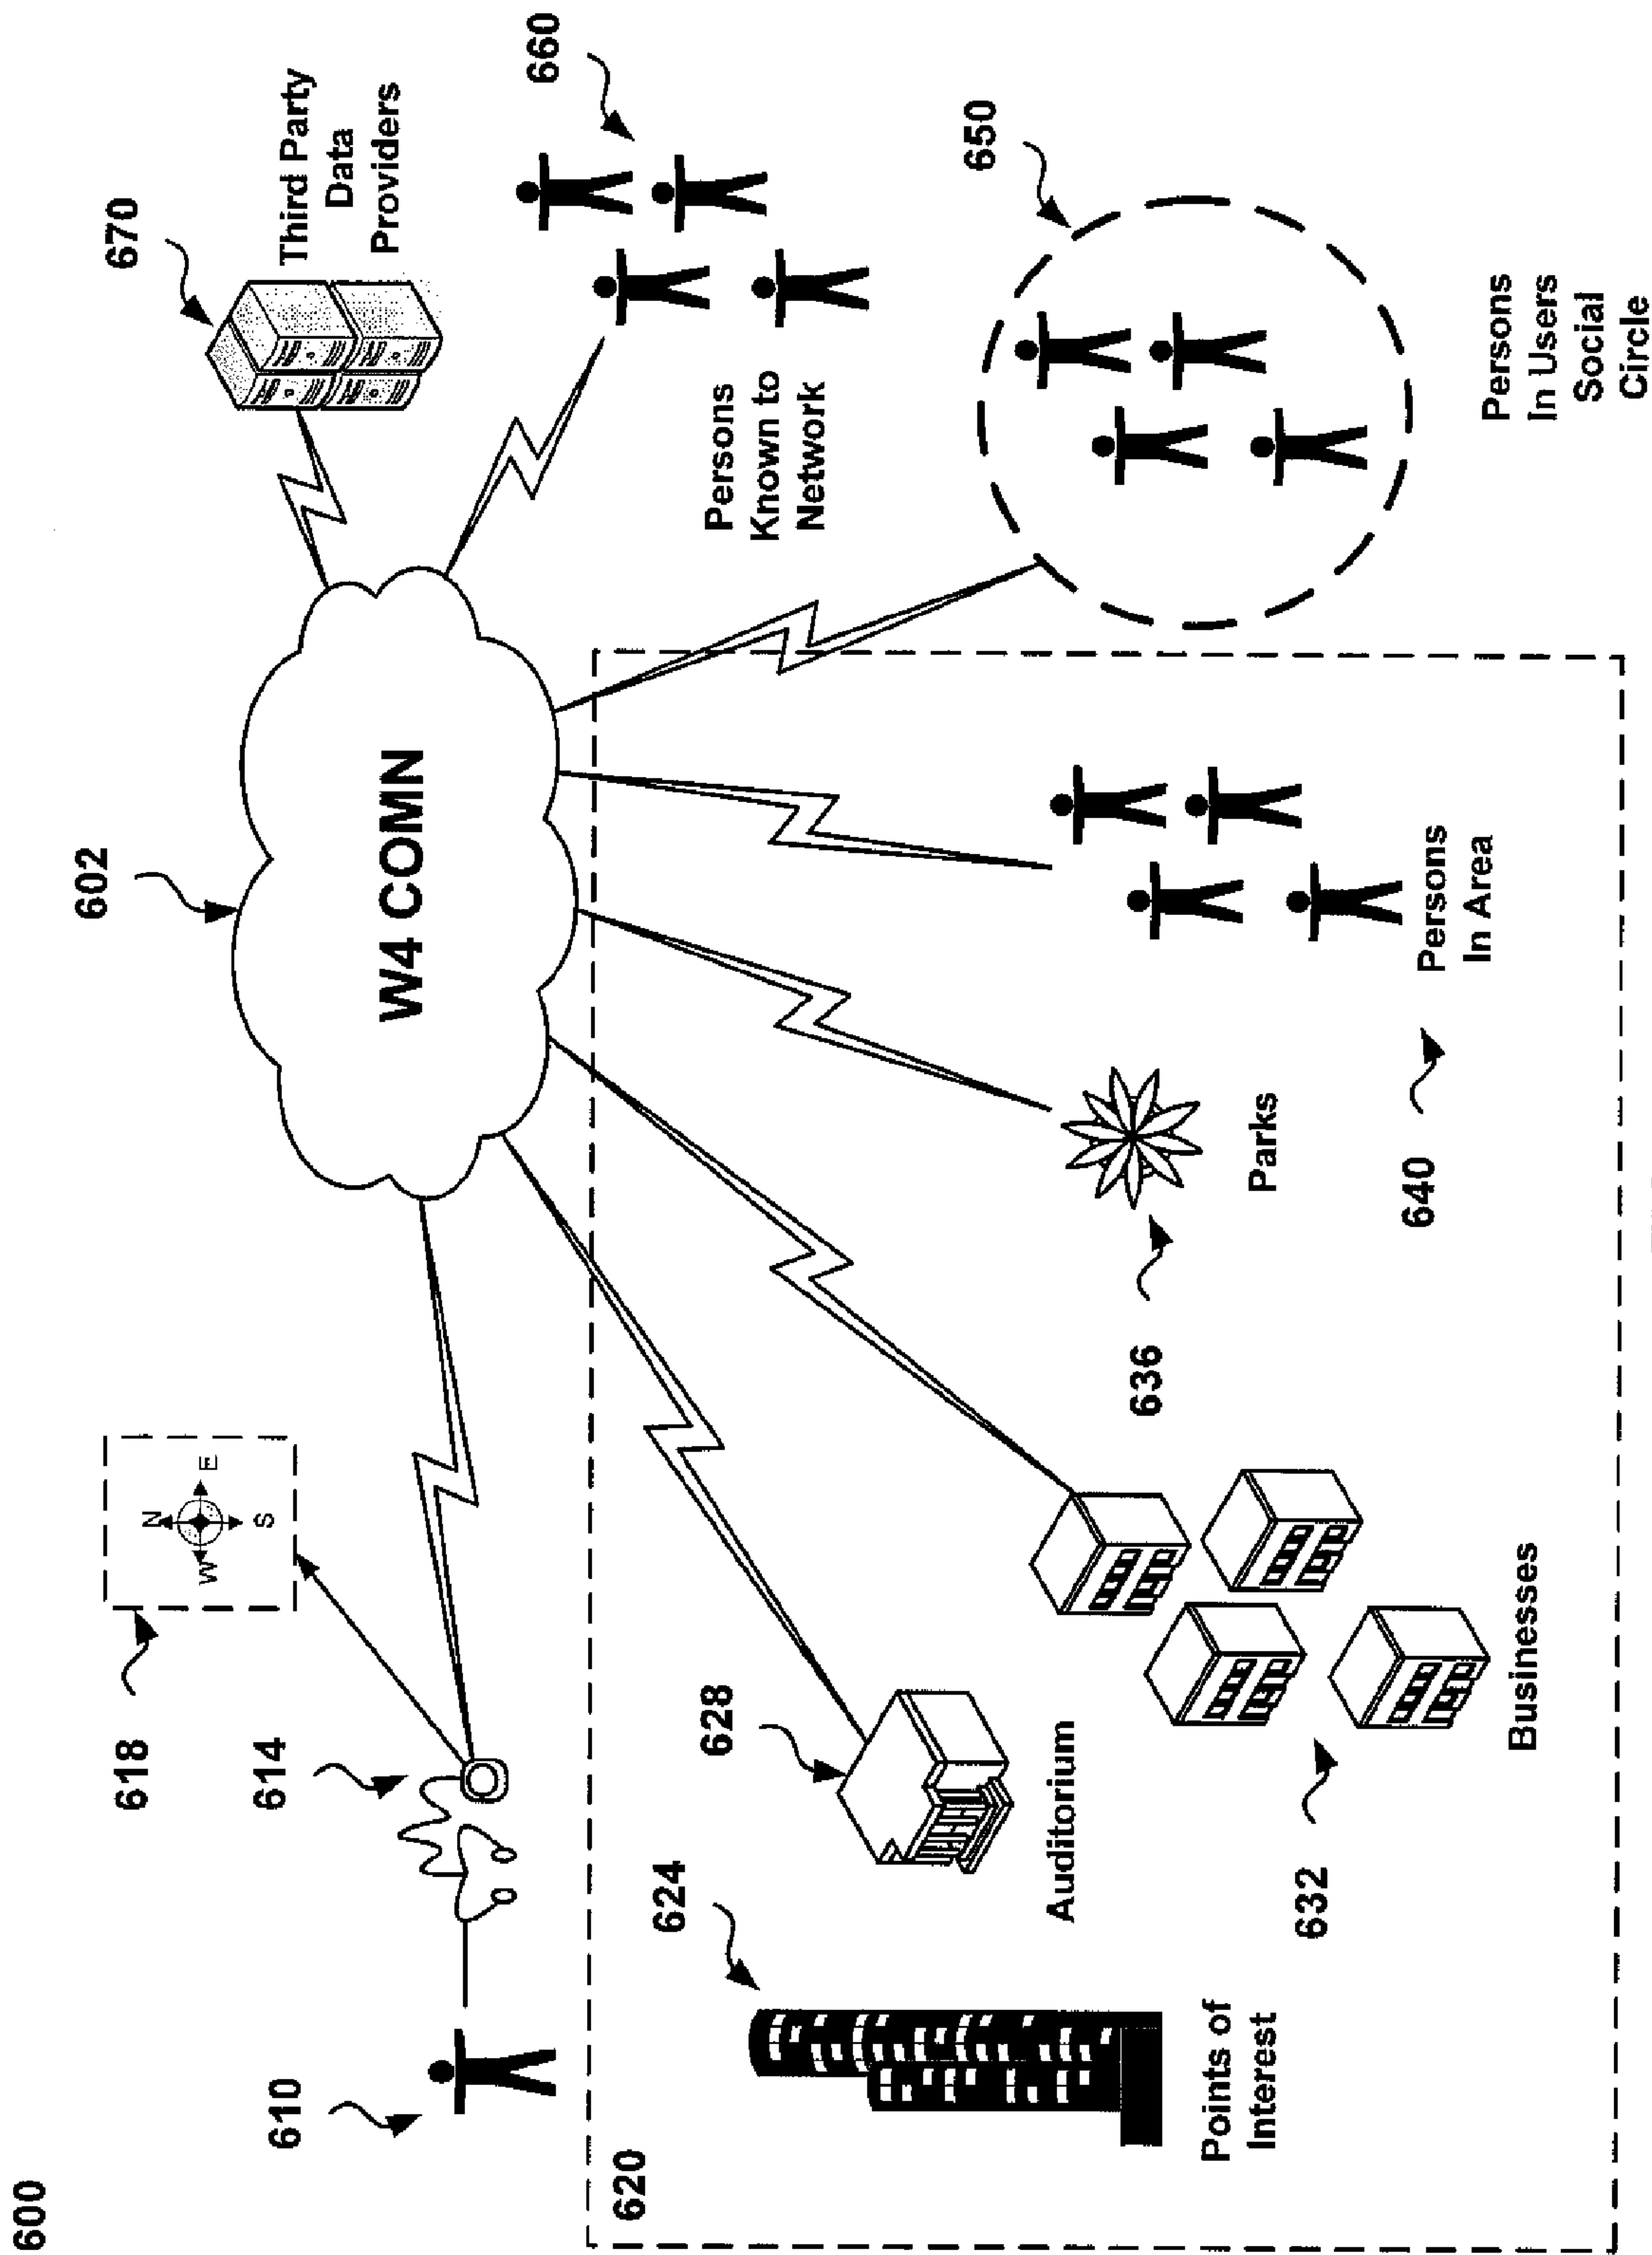 600
602
W4 COMN
670
Third Party
Data
Providers
660
Persons
Known to
Network
650
Persons
In Users
Social
Circle
618
N
W
E
S
614
610
620
624
Points of
Interest
628
Auditorium
632
Businesses
636
Parks
640
Persons
In Area